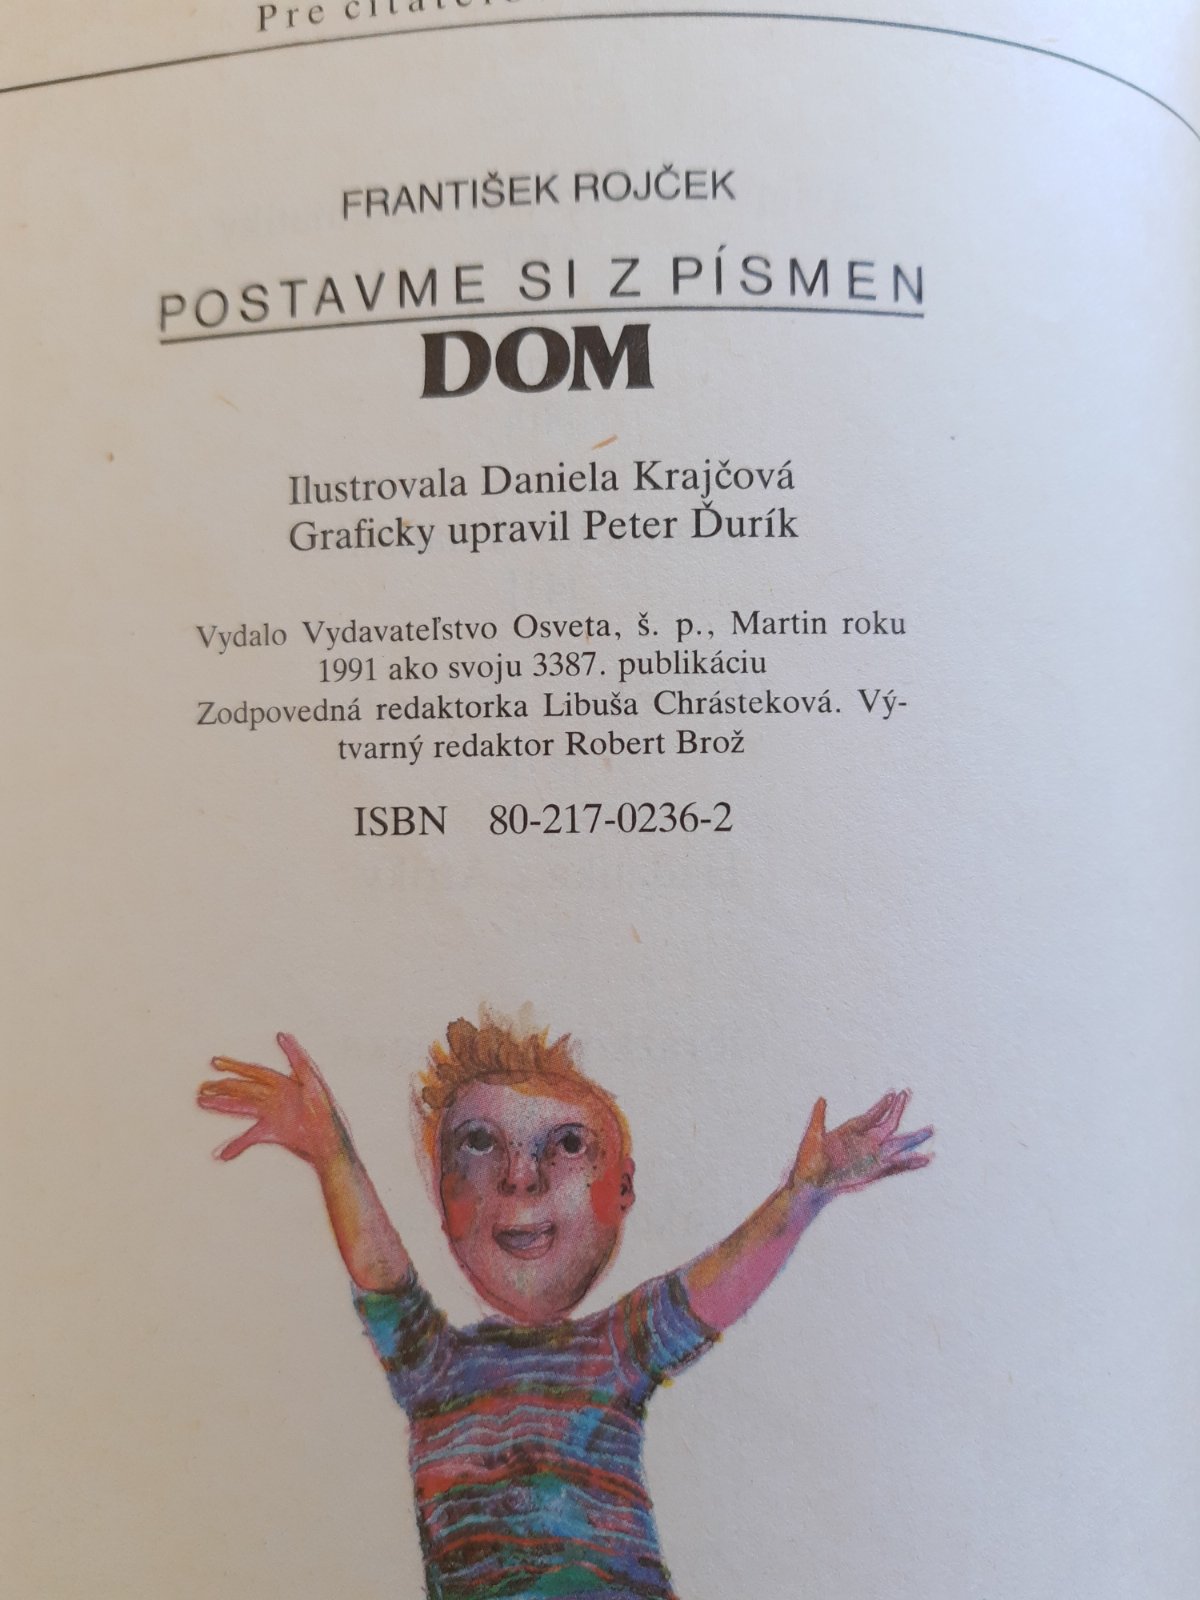 Pre
FRANTIŠEK ROJČEK
POSTAVME SI Z PÍSMEN
DOM
Ilustrovala Daniela Krajčová
Graficky upravil Peter Ďurík
Vydalo Vydavateľstvo Osveta, š. p., Martin roku
1991 ako svoju 3387. publikáciu
Zodpovedná redaktorka Libuša Chrásteková. Vý-
tvarný redaktor Robert Brož
ISBN 80-217-0236-2